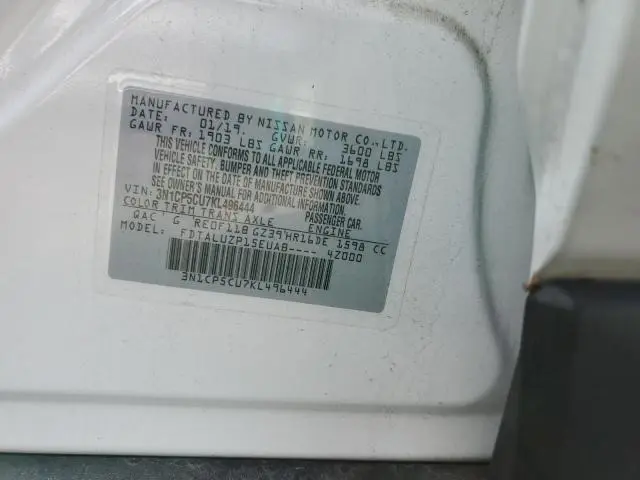 MANUFACTURED BY NISSAN MOTOR CO.,LTD.
DATE: 01/19. GVWR: 3600 LBS
GAWR FR: 1903 LBS GAWR RR: 1698 LBS
THIS VEHICLE CONFORMS TO ALL APPLICABLE FEDERAL MOTOR
VEHICLE SAFETY, BUMPER AND THEFT PREVENTION STANDARDS
IN EFFECT ON THE DATE OF MANUFACTURE SHOWN ABOVE.
SEE OWNER'S MANUAL FOR ADDITIONAL INFORMATION.
VIN: 3N1CP5CU7KL496444 PASSENGER CAR.
COLOR TRIM TRANS AXLE ENGINE
QAC G RE0F11B GZ39 HR16DE 1598 CC
MODEL: FDTALUZP15EUAB---- 4Z000
3N1CP5CU7KL496444